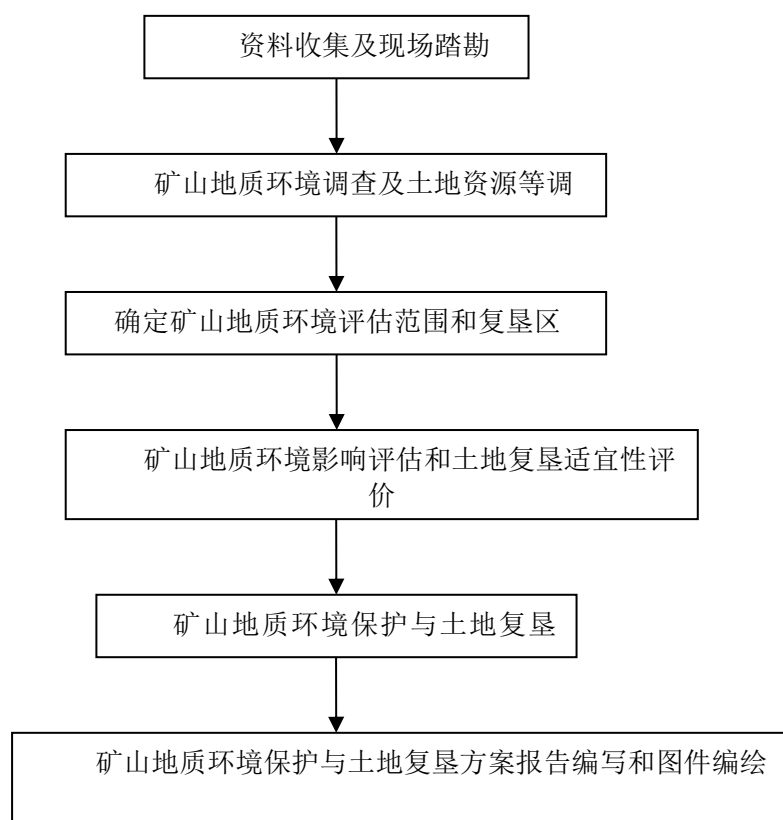 资料收集及现场踏勘
矿山地质环境调查及土地资源等调
确定矿山地质环境评估范围和复垦区
矿山地质环境影响评估和土地复垦适宜性评
价
矿山地质环境保护与土地复垦
矿山地质环境保护与土地复垦方案报告编写和图件编绘